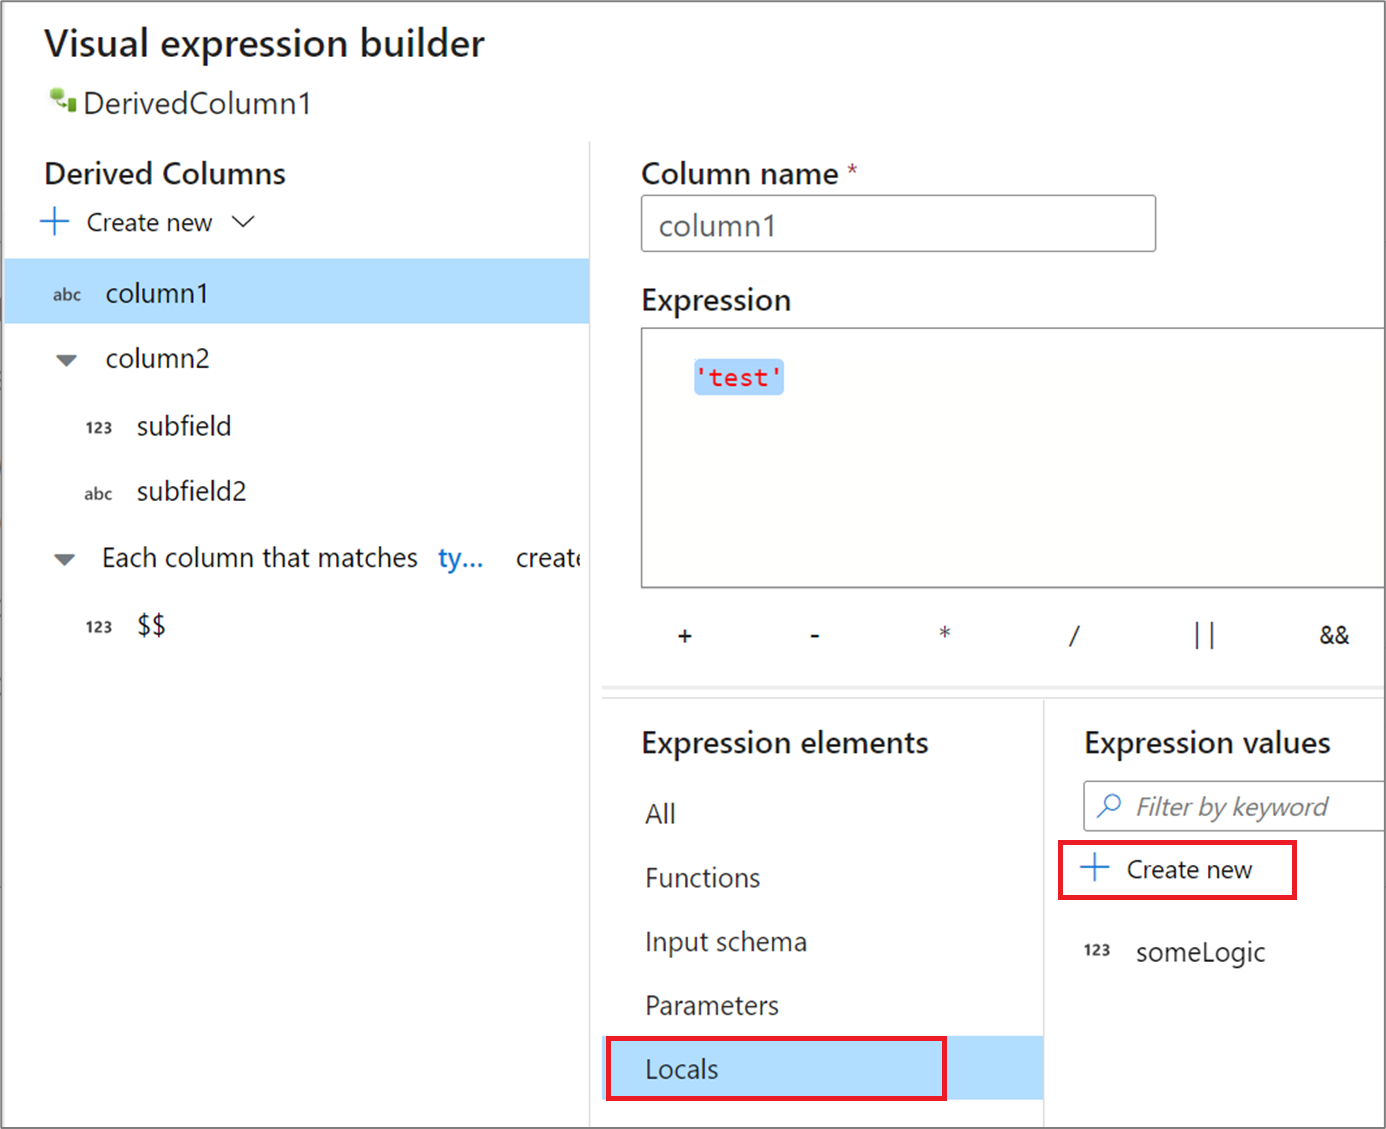 Visual expression builder
DerivedColumn1
Derived Columns
Create new
abc column1
column2
123 subfield
abc subfield2
Each column that matches ty... create
123 $$
Column name *
column1
Expression
'test'
+ - * / || &&
Expression elements
All
Functions
Input schema
Parameters
Locals
Expression values
Filter by keyword
Create new
123 someLogic